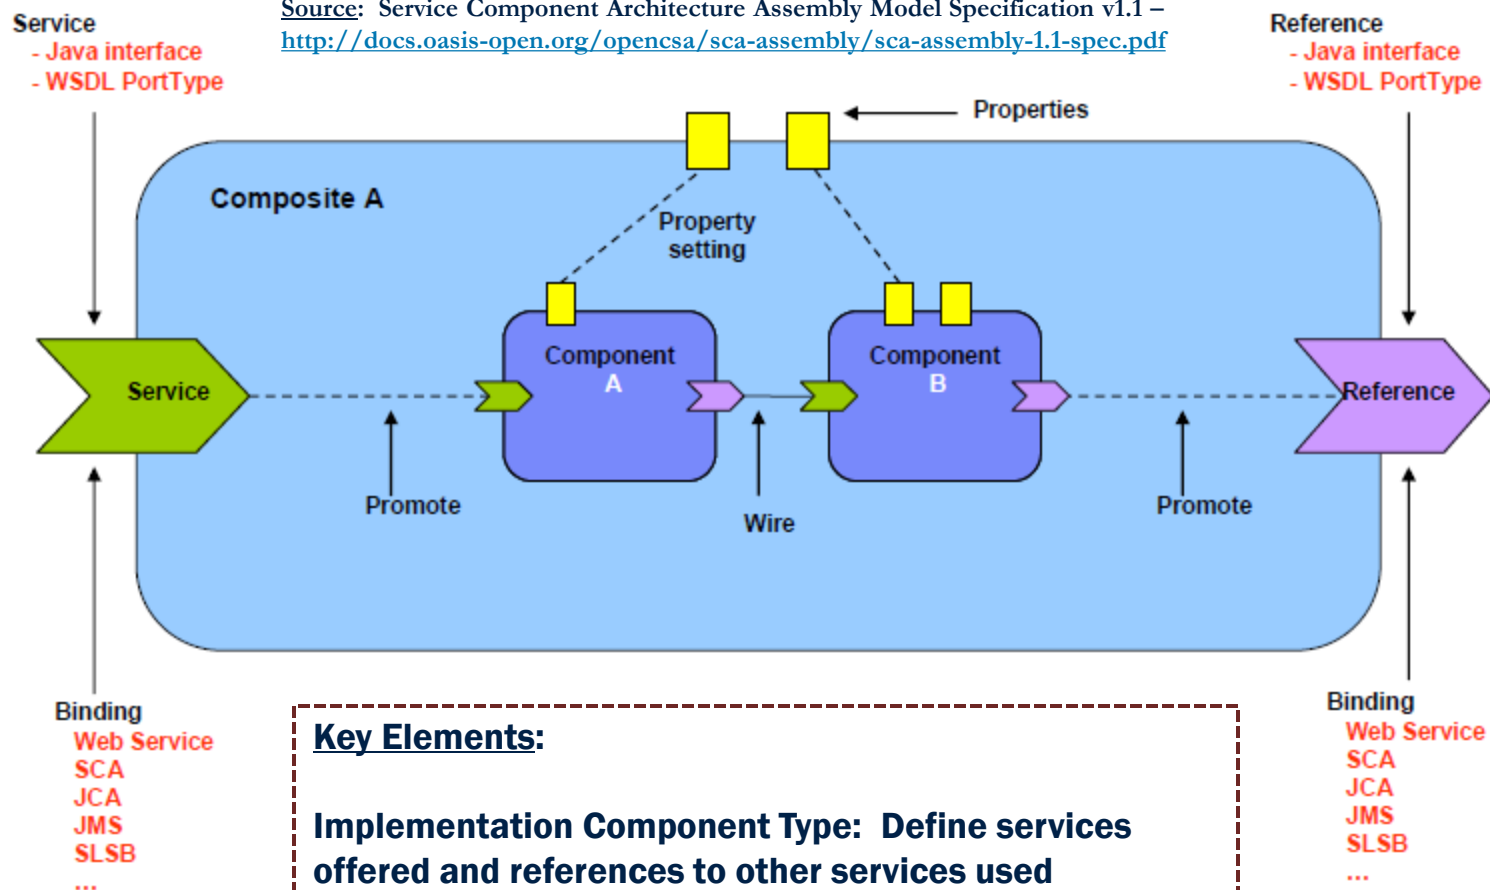 Source: Service Component Architecture Assembly Model Specification v1.1 –
http://docs.oasis-open.org/opencsa/sca-assembly/sca-assembly-1.1-spec.pdf
Service
- Java interface
- WSDL PortType
Reference
- Java interface
- WSDL PortType
Properties
Composite A
Property
setting
Service
Component
A
Component
B
Reference
Promote
Wire
Promote
Binding
Web Service
SCA
JCA
JMS
SLSB
...
Key Elements:
Implementation Component Type: Define services
offered and references to other services used
Binding
Web Service
SCA
JCA
JMS
SLSB
...